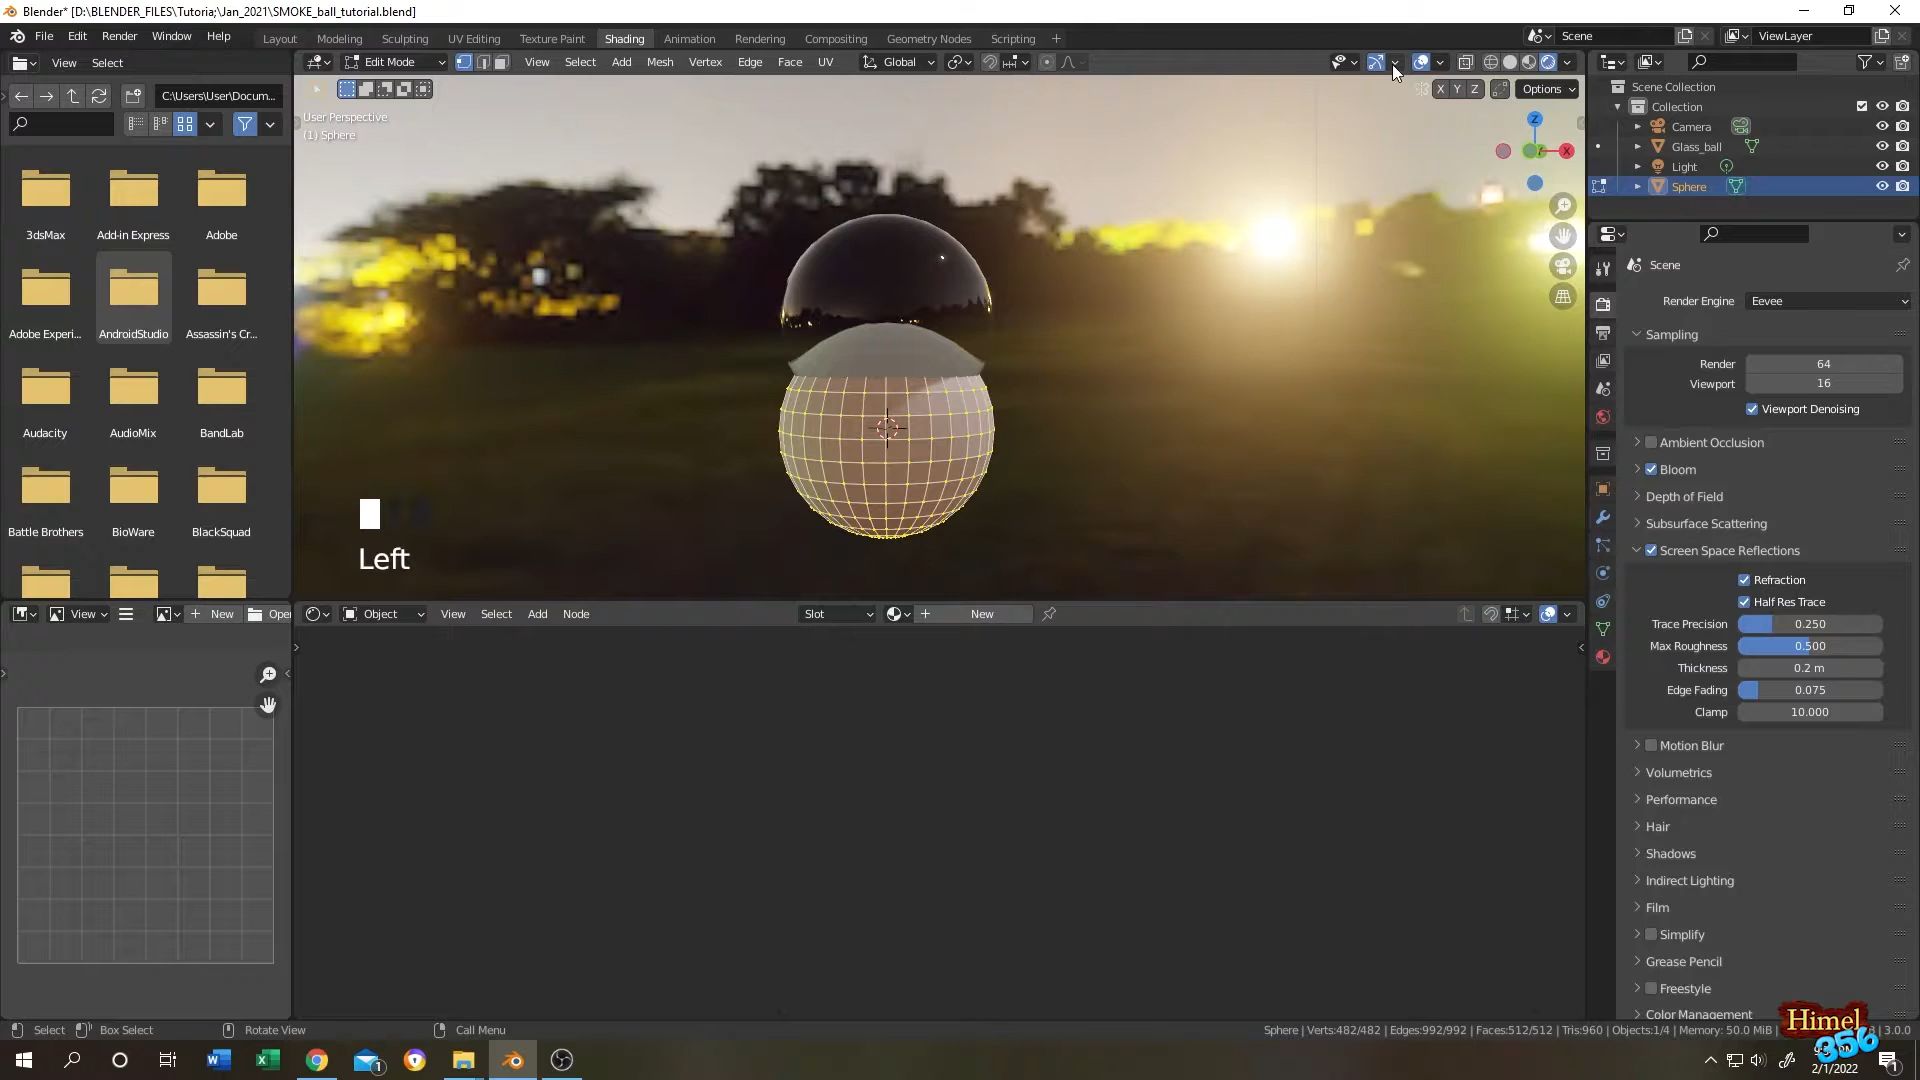 Blender* [D:\BLENDER_FILES\Tutoria;\Jan_2021\SMOKE_ball_tutorial.blend]
File Edit Render Window Help
Layout Modeling Sculpting UV Editing Texture Paint Shading Animation Rendering Compositing Geometry Nodes Scripting +
Scene
ViewLayer
View Select
Edit Mode View Select Add Mesh Vertex Edge Face UV Global
C:\Users\User\Docum...
X Y Z Options
User Perspective
(1) Sphere
Z
X
3dsMax Add-in Express Adobe
Adobe Experi... AndroidStudio Assassin's Cr...
Audacity AudioMix BandLab
Battle Brothers BioWare BlackSquad
Left
Scene Collection
Collection
Camera
Glass_ball
Light
Sphere
Scene
Render Engine Eevee
Sampling
Render 64
Viewport 16
Viewport Denoising
Ambient Occlusion
Bloom
Depth of Field
Subsurface Scattering
Screen Space Reflections
Refraction
Half Res Trace
Trace Precision 0.250
Max Roughness 0.500
Thickness 0.2 m
Edge Fading 0.075
Clamp 10.000
Motion Blur
Volumetrics
Performance
Hair
Shadows
Indirect Lighting
Film
Simplify
Grease Pencil
Freestyle
Color Management
View + New Ope
Object View Select Add Node Slot + New
Select Box Select Rotate View Call Menu
Sphere | Verts:482/482 | Edges:992/992 | Faces:512/512 | Tris:960 | Objects:1/4 | Memory: 50.0 MiB | 3.0.0
Himel
356
2/1/2022
1
1